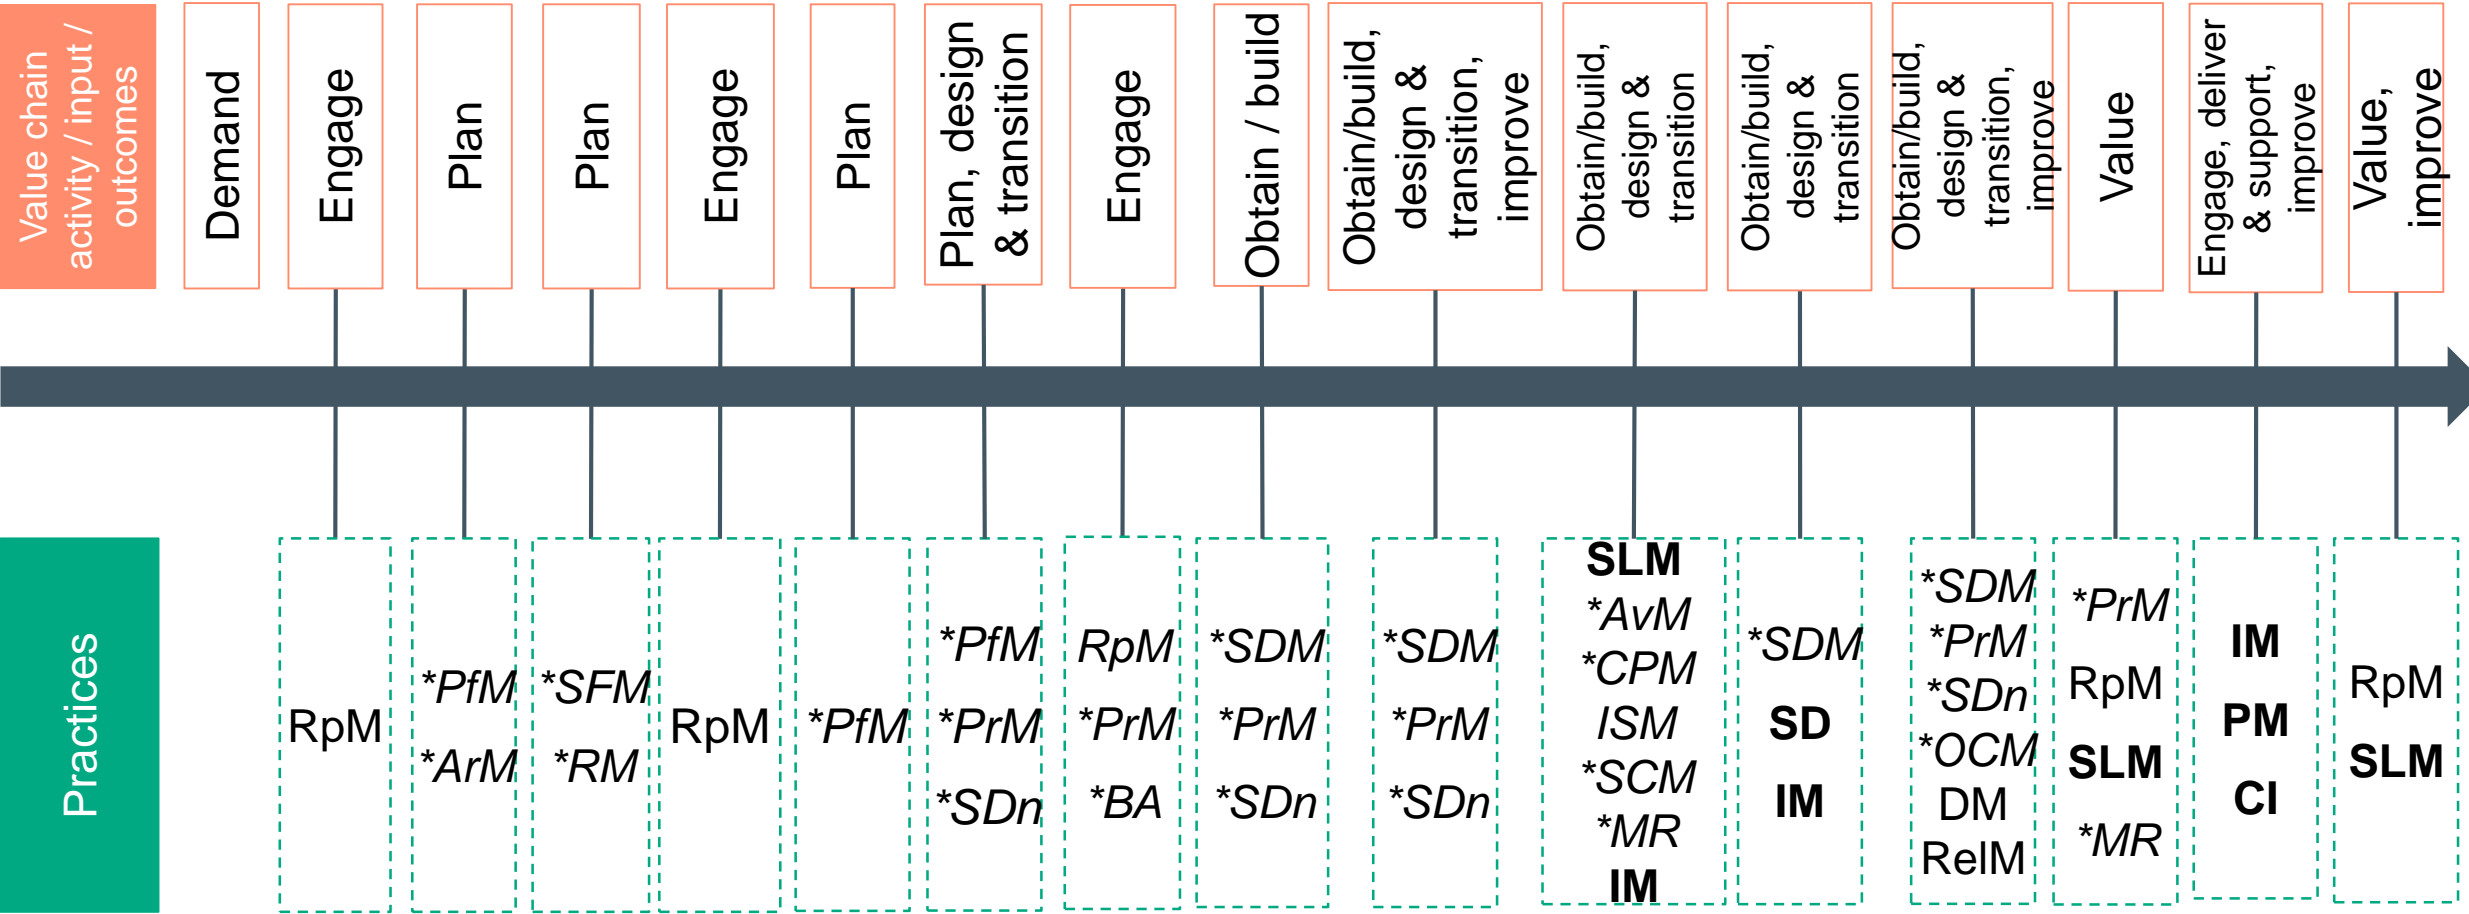 Value chain
activity / input /
outcomes
Demand
Engage
Plan
Plan
Engage
Plan
Plan, design
& transition
Engage
Obtain / build
Obtain/build,
design &
transition,
improve
Obtain/build,
design &
transition
Obtain/build,
design &
transition
Obtain/build,
design &
transition,
improve
Value
Engage, deliver
& support,
improve
Value,
improve
Practices
RpM
*PfM
*ArM
*SFM
*RM
RpM
*PfM
*PfM
*PrM
*SDn
RpM
*PrM
*BA
*SDM
*PrM
*SDn
*SDM
*PrM
*SDn
SLM
*AvM
*CPM
ISM
*SCM
*MR
IM
*SDM
SD
IM
*SDM
*PrM
*SDn
*OCM
DM
RelM
*PrM
RpM
SLM
*MR
IM
PM
CI
RpM
SLM